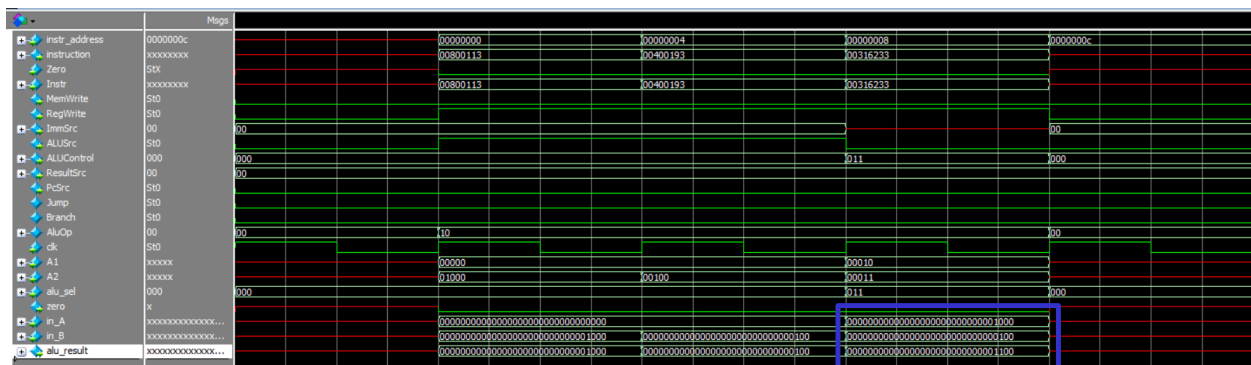 Msgs
instr_address 0000000c 00000000 00000004 00000008 0000000c
instruction xxxxxxxx 00800113 00400193 00316233
Zero StX
Instr xxxxxxxx 00800113 00400193 00316233
MemWrite St0
RegWrite St0
ImmSrc 00 00 00
ALUSrc St0
ALUControl 000 000 011 000
ResultSrc 00 00
PcSrc St0
Jump St0
Branch St0
AluOp 00 00 10 00
clk St0
A1 xxxxx 00000 00010
A2 xxxxx 01000 00100 00011
alu_sel 000 000 011 000
zero x
in_A xxxxxxxxxxxxx... 00000000000000000000000000000000 00000000000000000000000000001000
in_B xxxxxxxxxxxxx... 00000000000000000000000000001000 00000000000000000000000000000100 00000000000000000000000000000100
alu_result xxxxxxxxxxxxx... 00000000000000000000000000001000 00000000000000000000000000000100 00000000000000000000000000001100